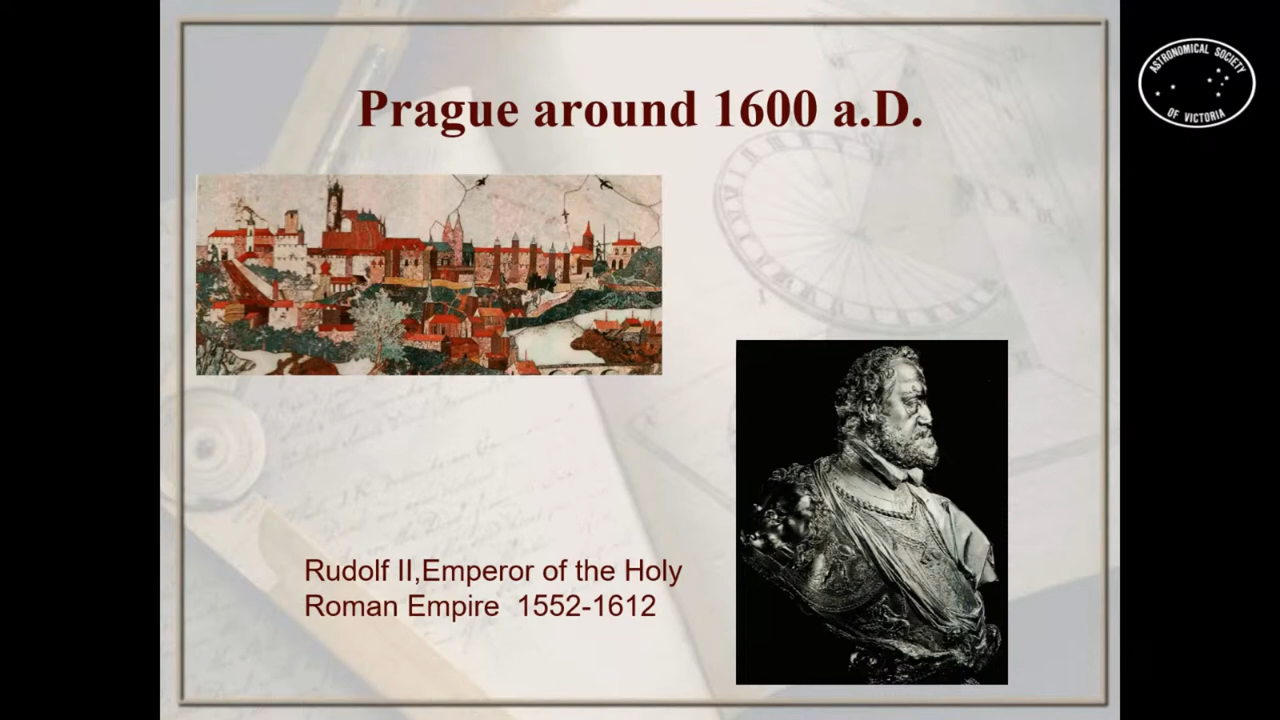 Prague around 1600 a.D.
ASTRONOMICAL SOCIETY
OF VICTORIA
Rudolf II,Emperor of the Holy
Roman Empire  1552-1612